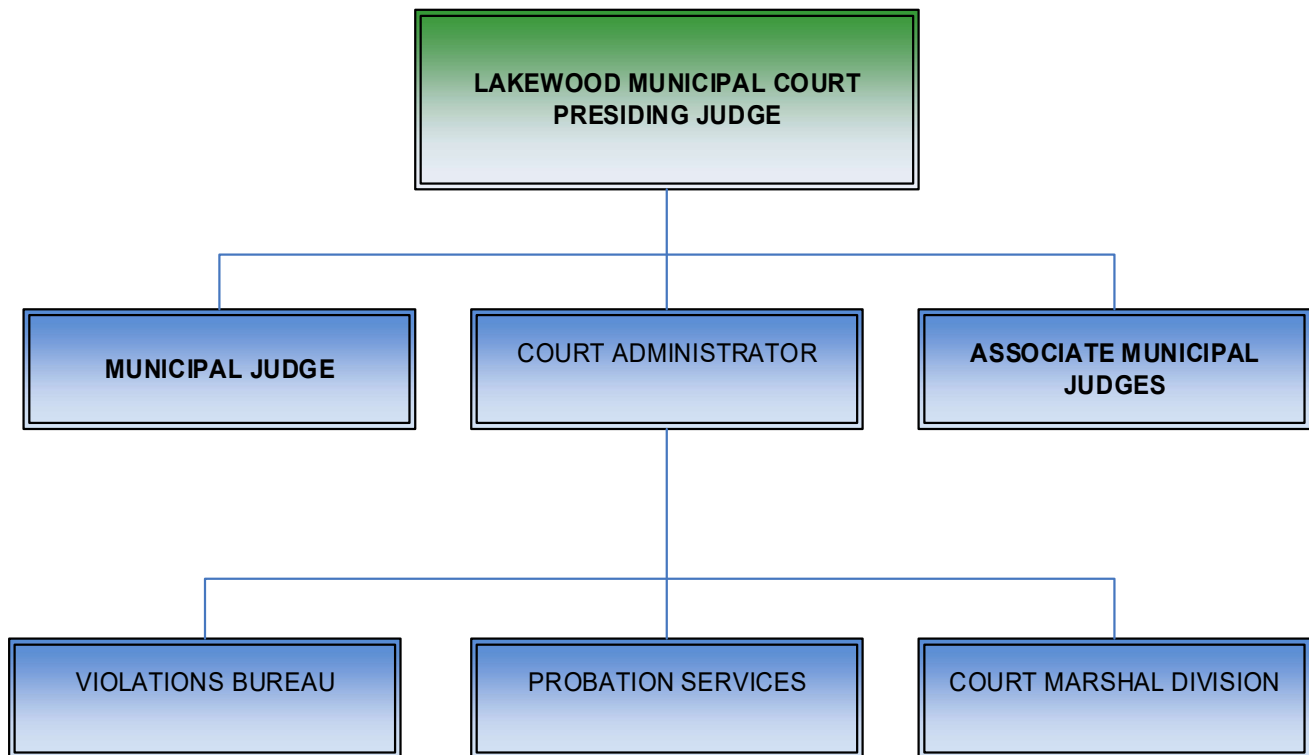 LAKEWOOD MUNICIPAL COURT
PRESIDING JUDGE
MUNICIPAL JUDGE
COURT ADMINISTRATOR
ASSOCIATE MUNICIPAL
JUDGES
VIOLATIONS BUREAU
PROBATION SERVICES
COURT MARSHAL DIVISION